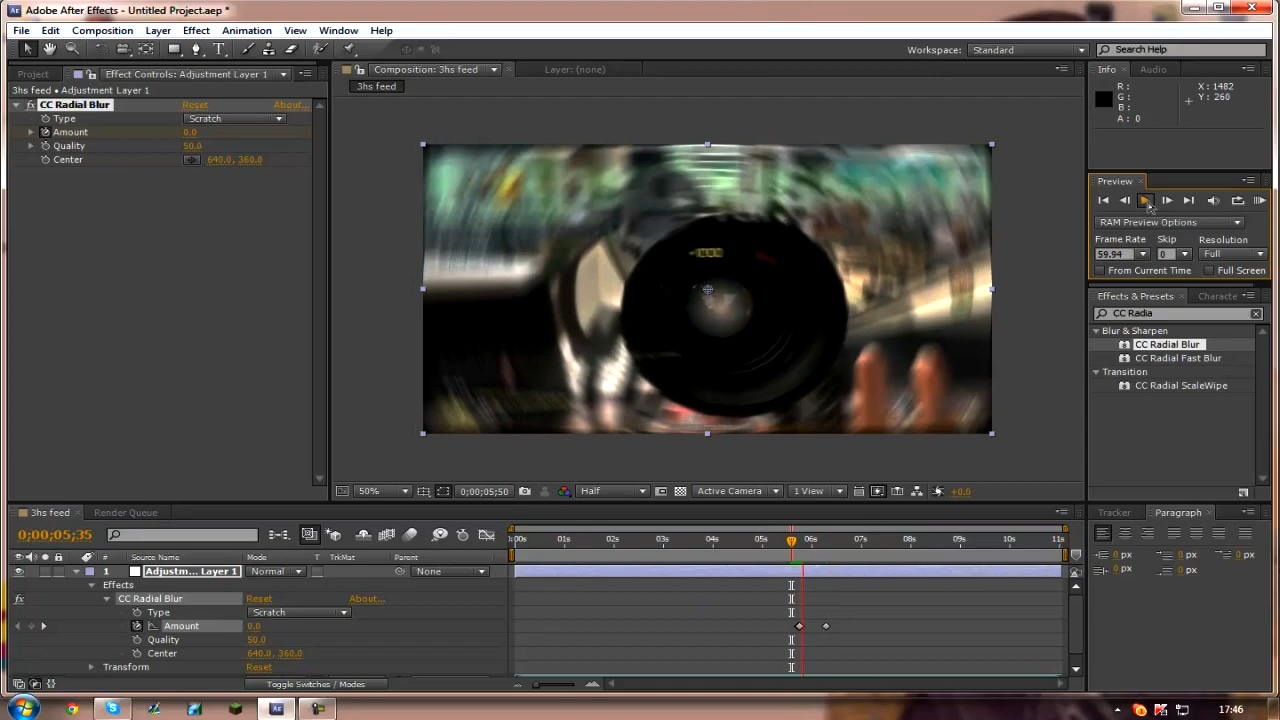 Adobe After Effects - Untitled Project.aep *
File Edit Composition Layer Effect Animation View Window Help
Workspace: Standard Search Help
Project Effect Controls: Adjustment Layer 1
3hs feed • Adjustment Layer 1
fx CC Radial Blur Reset About...
Type Scratch
Amount 0.0
Quality 50.0
Center 640.0, 360.0
Composition: 3hs feed Layer: (none)
3hs feed
50% 0;00;05;50 Half Active Camera 1 View +0.0
Info Audio
R : X : 1482
G : Y : 260
B :
A : 0
Preview
RAM Preview Options
Frame Rate Skip Resolution
59.94 0 Full
From Current Time Full Screen
Effects & Presets Characte
CC Radia
Blur & Sharpen
CC Radial Blur
CC Radial Fast Blur
Transition
CC Radial ScaleWipe
3hs feed Render Queue
0;00;05;35
# Source Name Mode T TrkMat Parent
1 Adjustm... Layer 1 Normal None
Effects
fx CC Radial Blur Reset About...
Type Scratch
Amount 0.0
Quality 50.0
Center 640.0, 360.0
Transform Reset
Toggle Switches / Modes
00s 01s 02s 03s 04s 05s 06s 07s 08s 09s 10s 11s
Tracker Paragraph
0 px 0 px 0 px
0 px 0 px
17:46